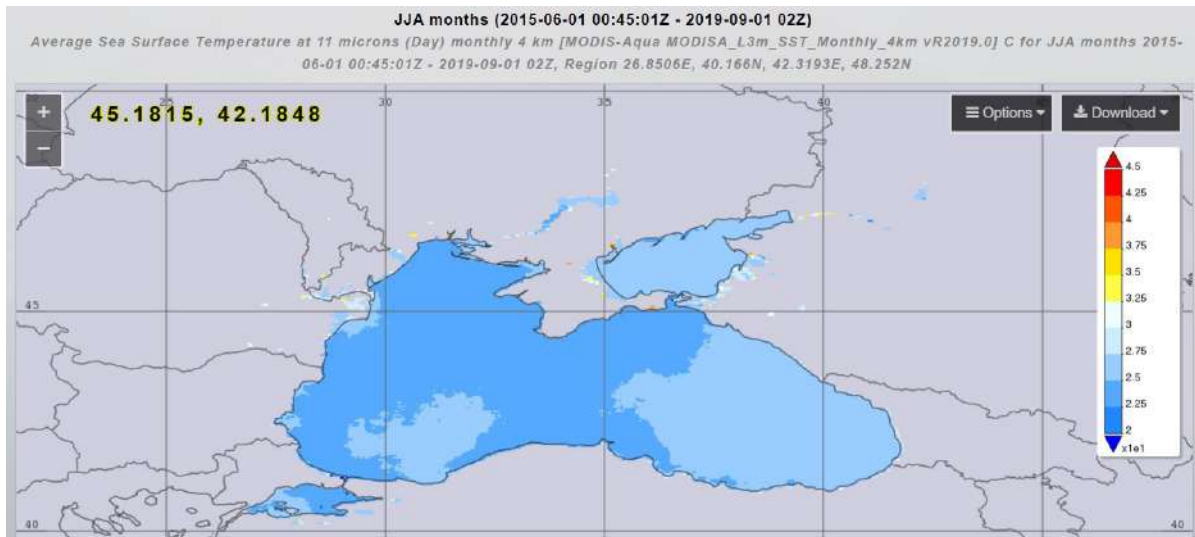 JJA months (2015-06-01 00:45:01Z - 2019-09-01 02Z)
Average Sea Surface Temperature at 11 microns (Day) monthly 4 km [MODIS-Aqua MODISA_L3m_SST_Monthly_4km vR2019.0] C for JJA months 2015-
06-01 00:45:01Z - 2019-09-01 02Z, Region 26.8506E, 40.166N, 42.3193E, 48.252N
25 30 35 40
+
45.1815, 42.1848
Options
Download
−
4.5
4.25
4
3.75
3.5
3.25
3
2.75
2.5
2.25
2
x1e1
45
40
40